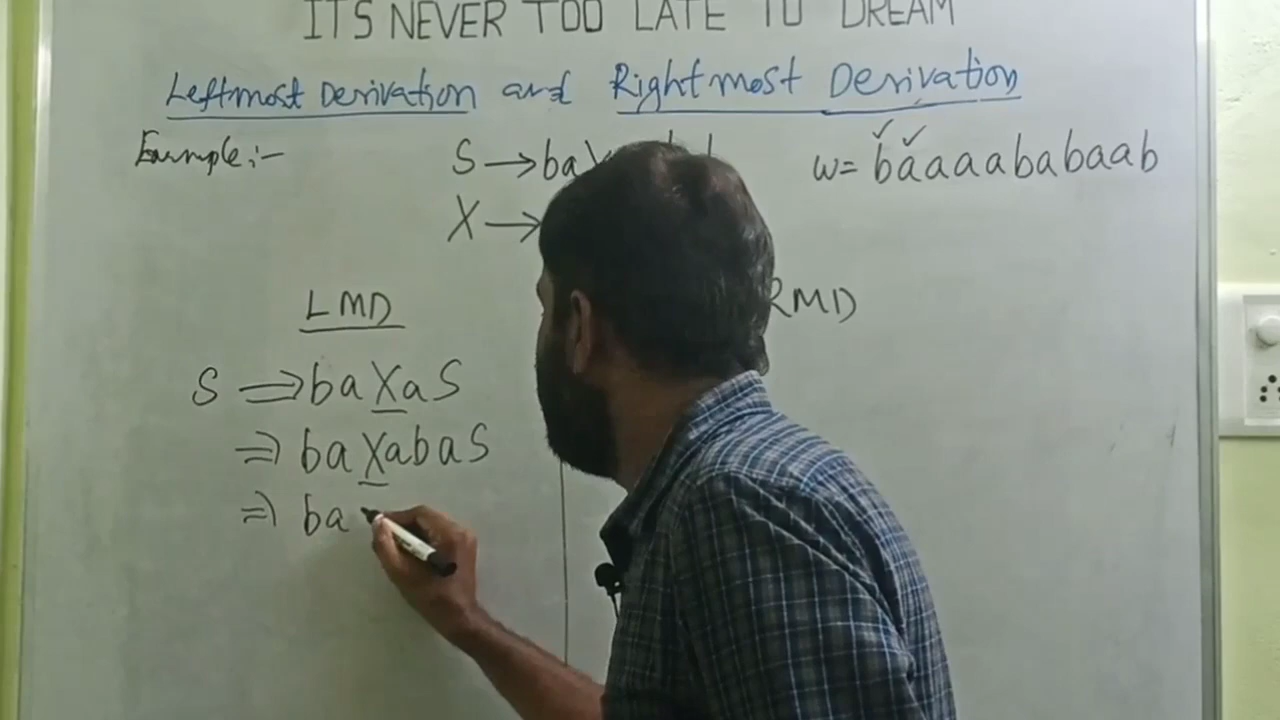 ITS NEVER TOO LATE TO DREAM
Leftmost Derivation and Rightmost Derivation
Example:-
S → ba
w= baaaababaab
X →
LMD
RMD
S ⇒ baXaS
⇒ baXabaS
⇒ ba